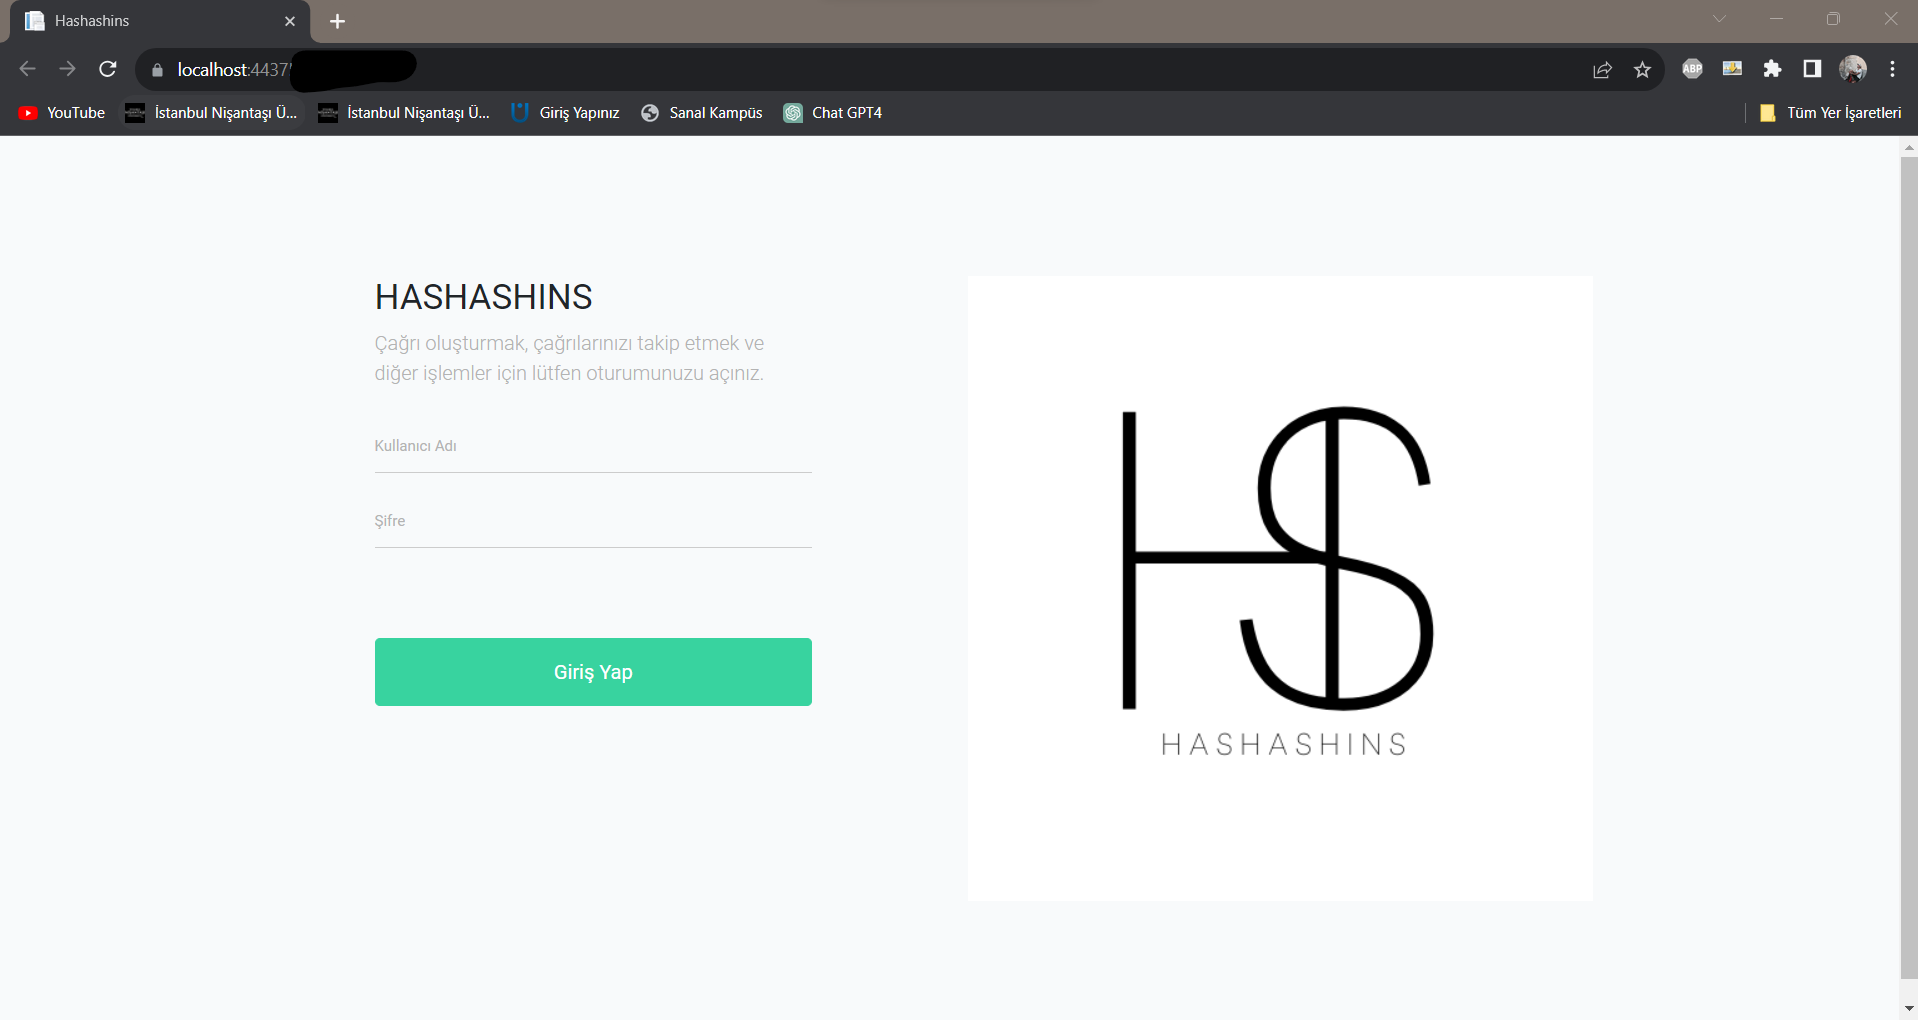 Hashashins
localhost:4437
YouTube
İstanbul Nişantaşı Ü...
İstanbul Nişantaşı Ü...
Giriş Yapınız
Sanal Kampüs
Chat GPT4
Tüm Yer İşaretleri
ABP
HASHASHINS
Çağrı oluşturmak, çağrılarınızı takip etmek ve
diğer işlemler için lütfen oturumunuzu açınız.
Kullanıcı Adı
Şifre
Giriş Yap
HS
HASHASHINS